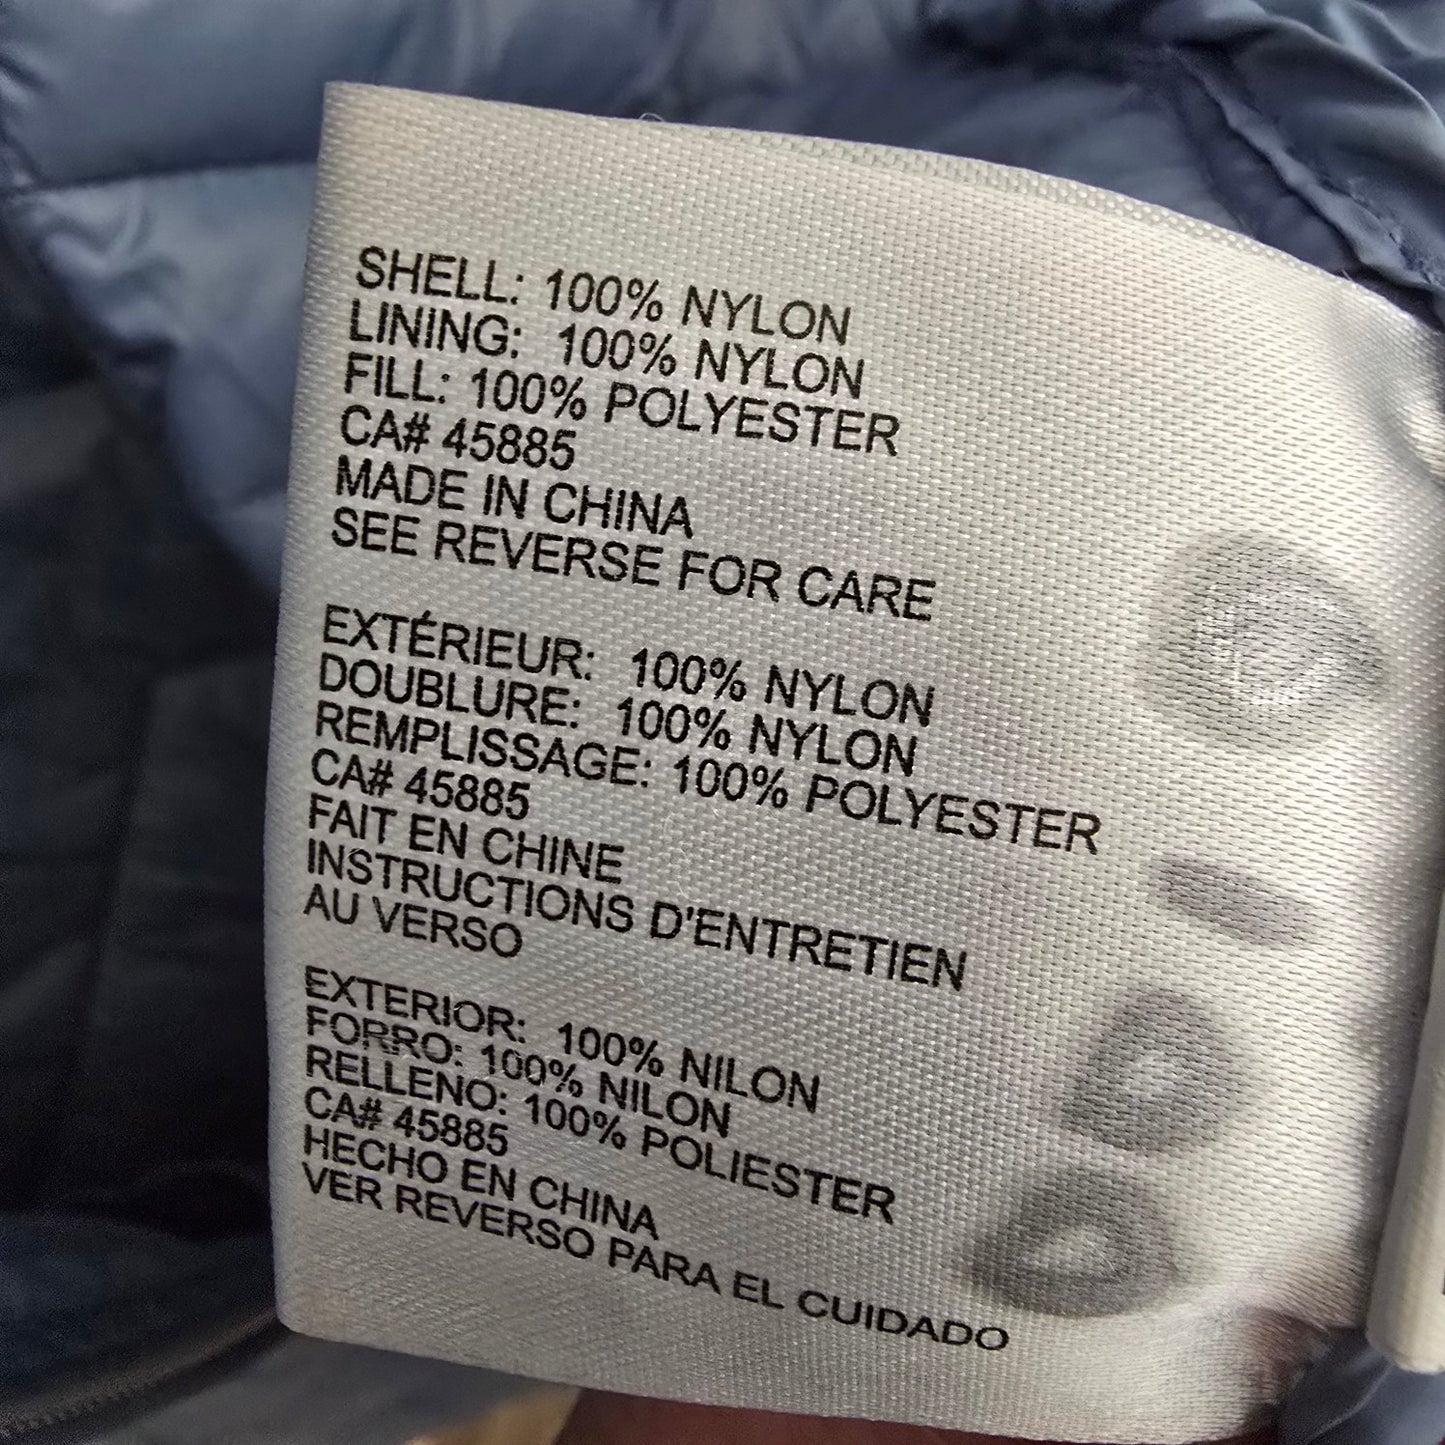 SHELL: 100% NYLON
LINING: 100% NYLON
FILL: 100% POLYESTER
CA# 45885
MADE IN CHINA
SEE REVERSE FOR CARE
EXTÉRIEUR: 100% NYLON
DOUBLURE: 100% NYLON
REMPLISSAGE: 100% POLYESTER
CA# 45885
FAIT EN CHINE
INSTRUCTIONS D'ENTRETIEN
AU VERSO
EXTERIOR: 100% NILON
FORRO: 100% NILON
RELLENO: 100% POLIESTER
CA# 45885
HECHO EN CHINA
VER REVERSO PARA EL CUIDADO